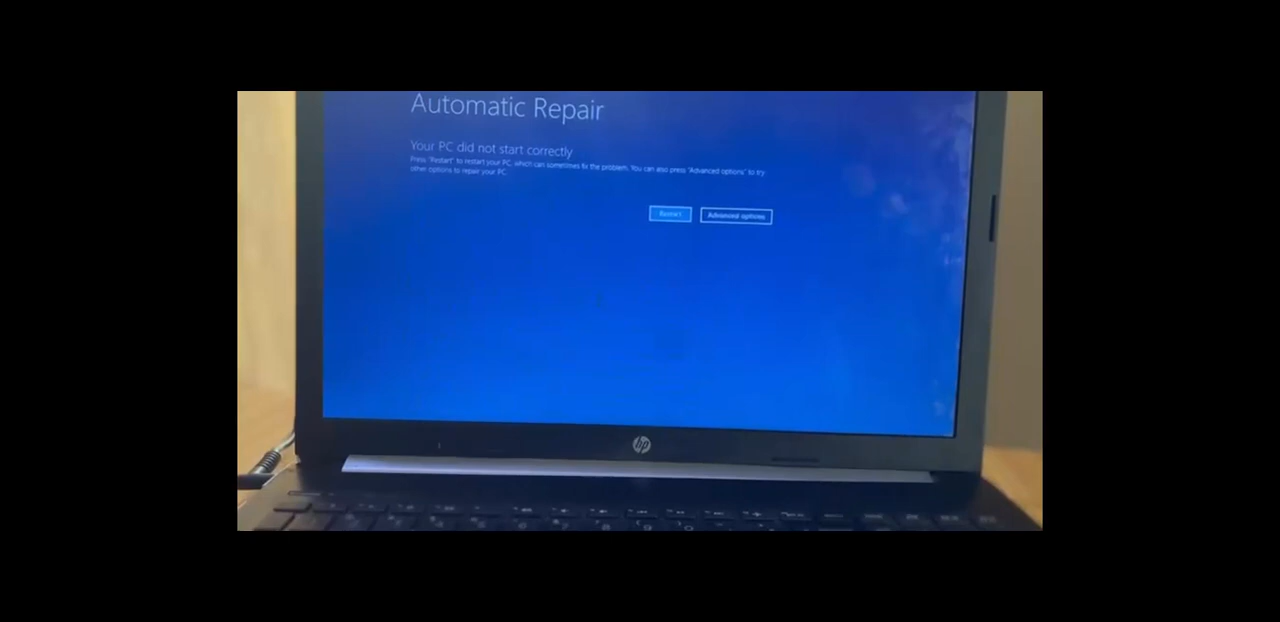 Automatic Repair
Your PC did not start correctly
Press "Restart" to restart your PC, which can sometimes fix the problem. You can also press "Advanced options" to try
other options to repair your PC.
Restart
Advanced options
hp